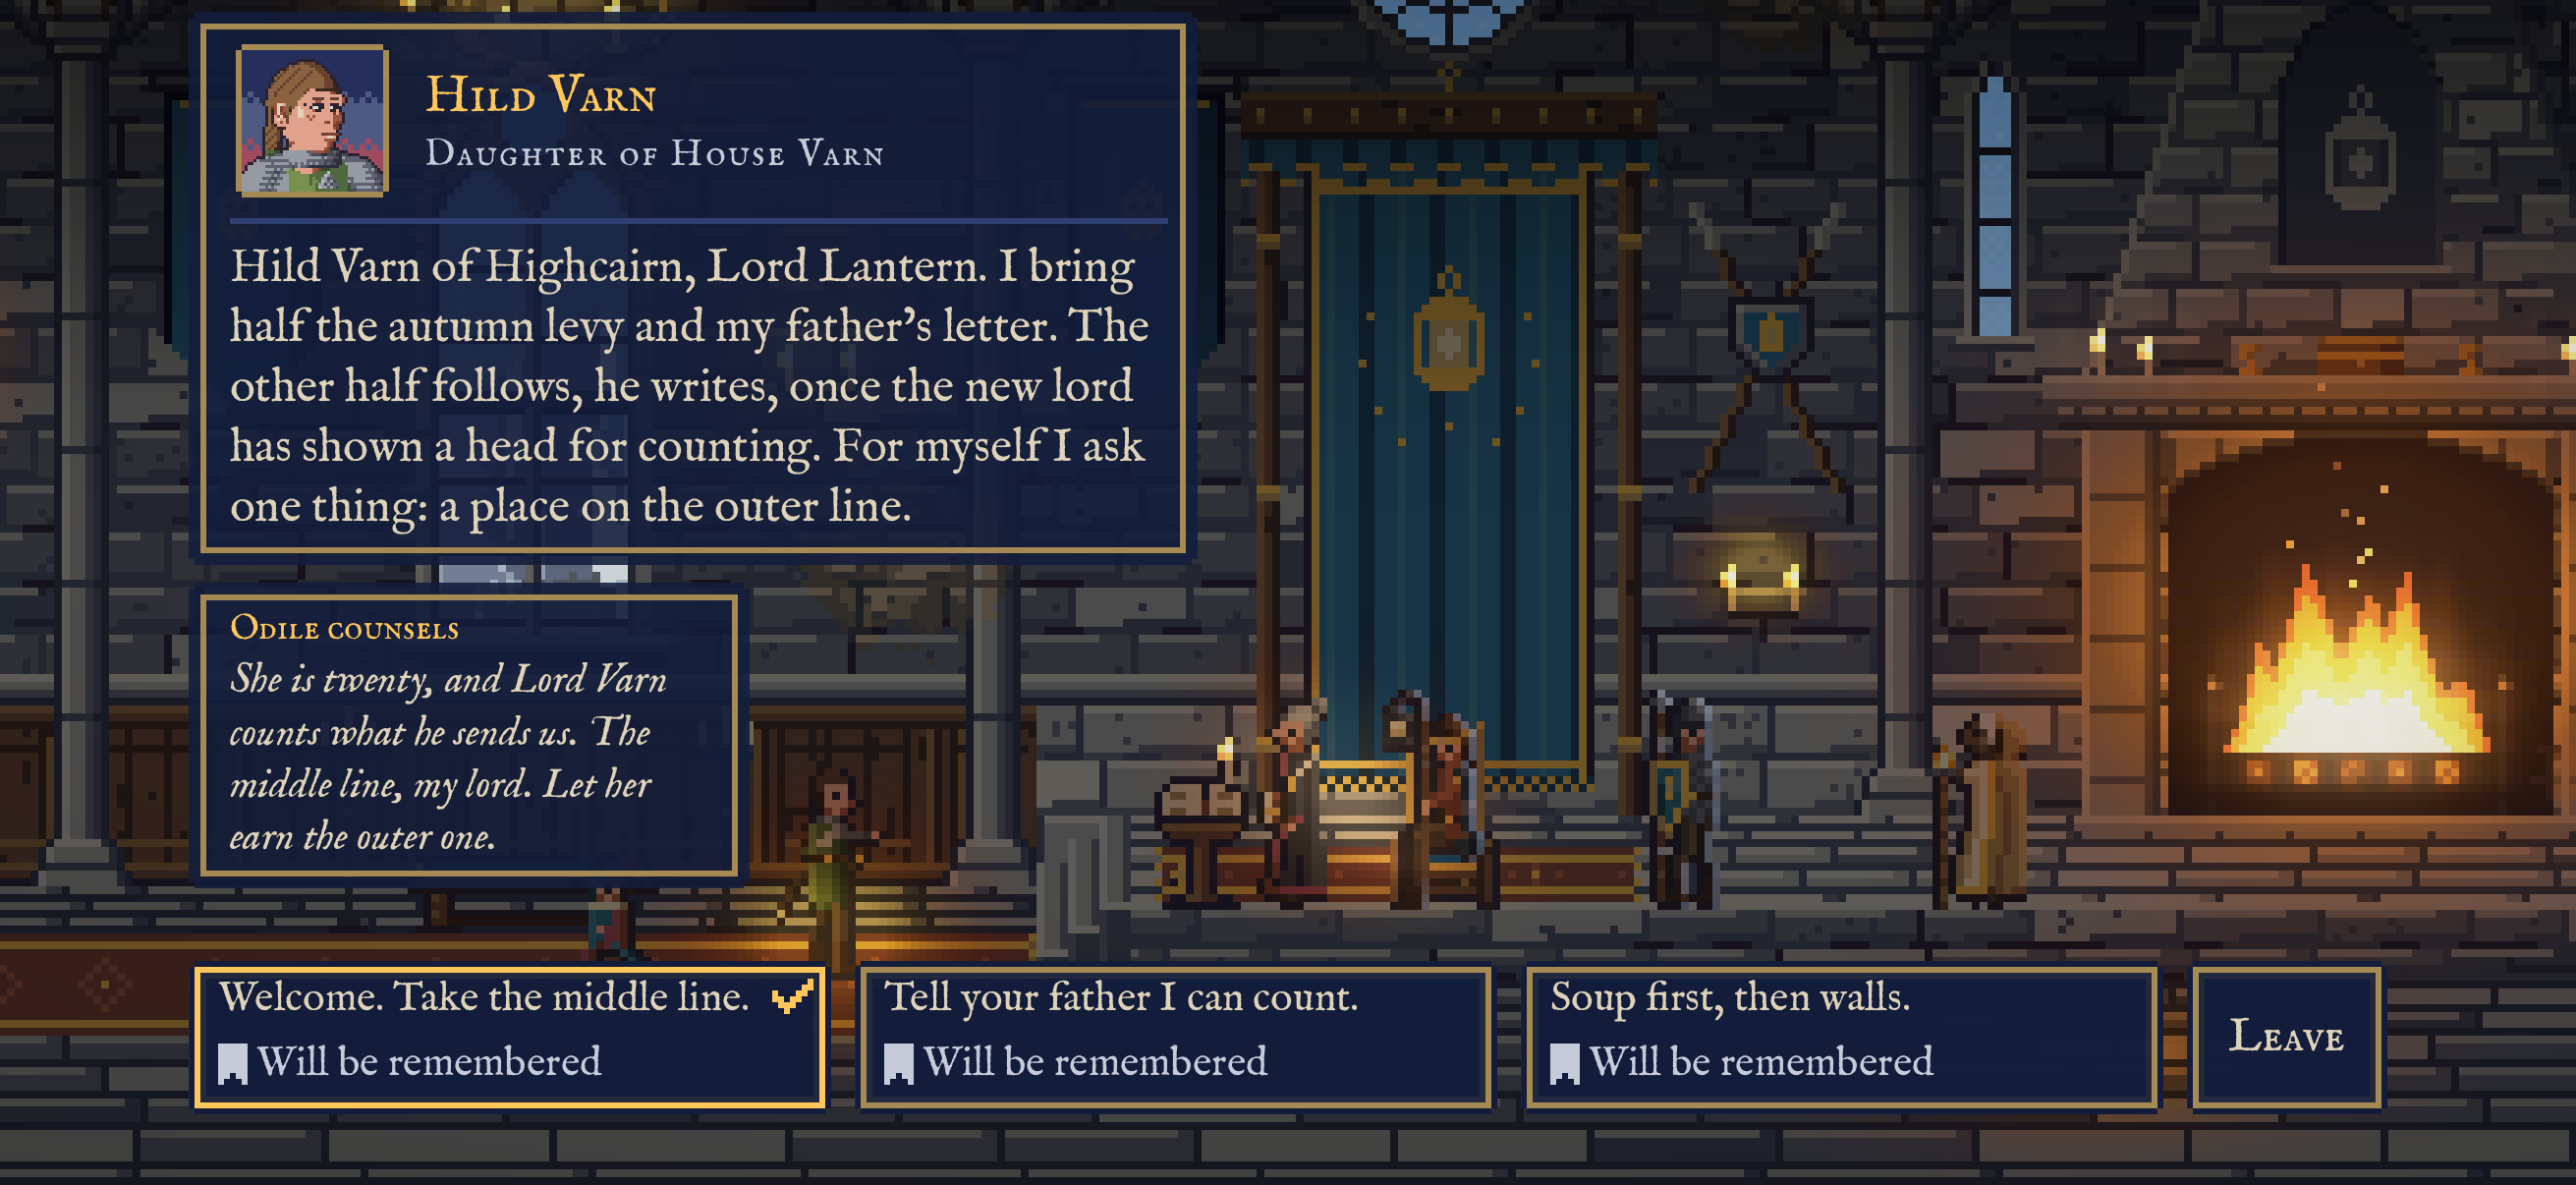 Hild Varn
Daughter of House Varn
Hild Varn of Highcairn, Lord Lantern. I bring
half the autumn levy and my father's letter. The
other half follows, he writes, once the new lord
has shown a head for counting. For myself I ask
one thing: a place on the outer line.
Odile counsels
She is twenty, and Lord Varn
counts what he sends us. The
middle line, my lord. Let her
earn the outer one.
Welcome. Take the middle line.
Will be remembered
Tell your father I can count.
Will be remembered
Soup first, then walls.
Will be remembered
Leave